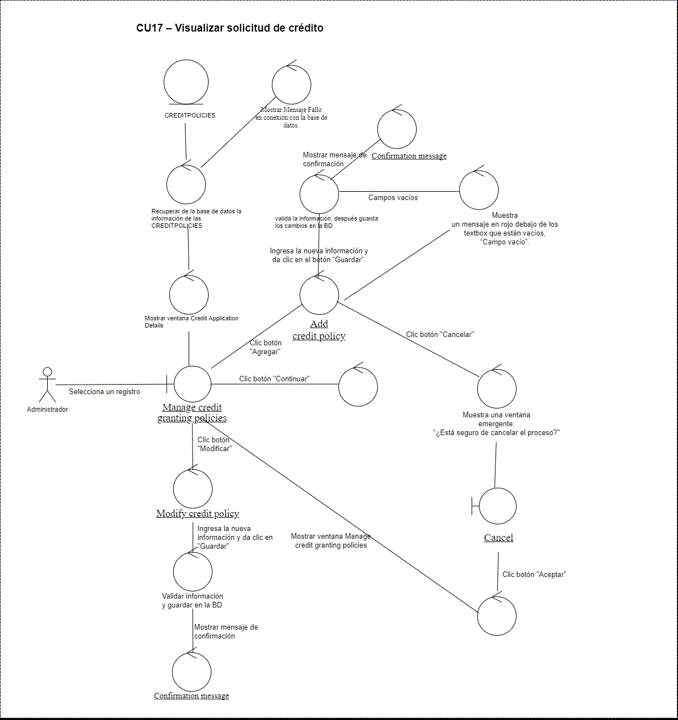 CU17 – Visualizar solicitud de crédito
CREDITPOLICIES
Mostrar Mensaje Fallo
en conexión con la base de
datos.
Mostrar mensaje de
confirmación
Confirmation message
Recuperar de la base de datos la
información de las
CREDITPOLICIES
valida la información, después guarda
los cambios en la BD
Campos vacíos
Muestra
un mensaje en rojo debajo de los
textbox que están vacíos,
"Campo vacío".
Ingresa la nueva información y
da clic en el botón "Guardar".
Mostrar ventana Credit Application
Details
Add
credit policy
Clic botón
"Agregar"
Clic botón "Cancelar"
Administrador
Selecciona un registro
Manage credit
granting policies
Clic botón "Continuar"
Muestra una ventana
emergente:
"¿Está seguro de cancelar el proceso?"
Clic botón
"Modificar"
Modify credit policy
Ingresa la nueva
información y da clic en
"Guardar"
Mostrar ventana Manage
credit granting policies
Cancel
Clic botón "Aceptar"
Validar información
y guardar en la BD
Mostrar mensaje de
confirmación
Confirmation message